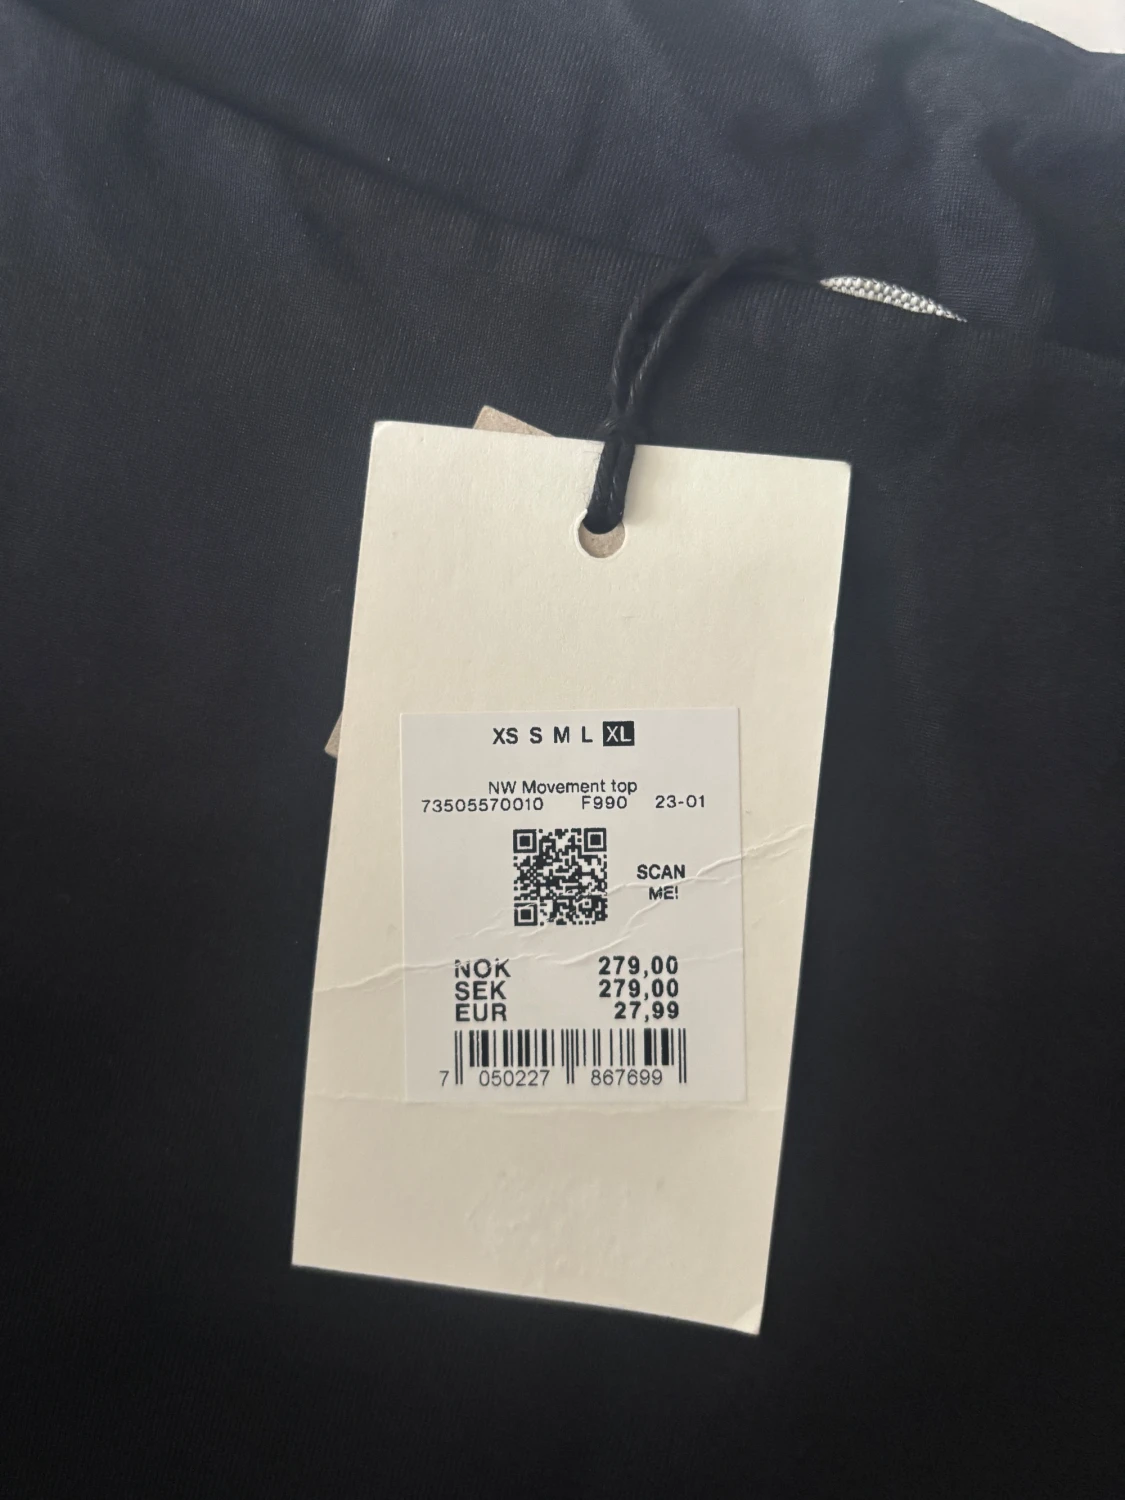 XS S M L XL
NW Movement top
73505570010 F990 23-01
SCAN
ME!
NOK 279,00
SEK 279,00
EUR 27,99
7 050227 867699